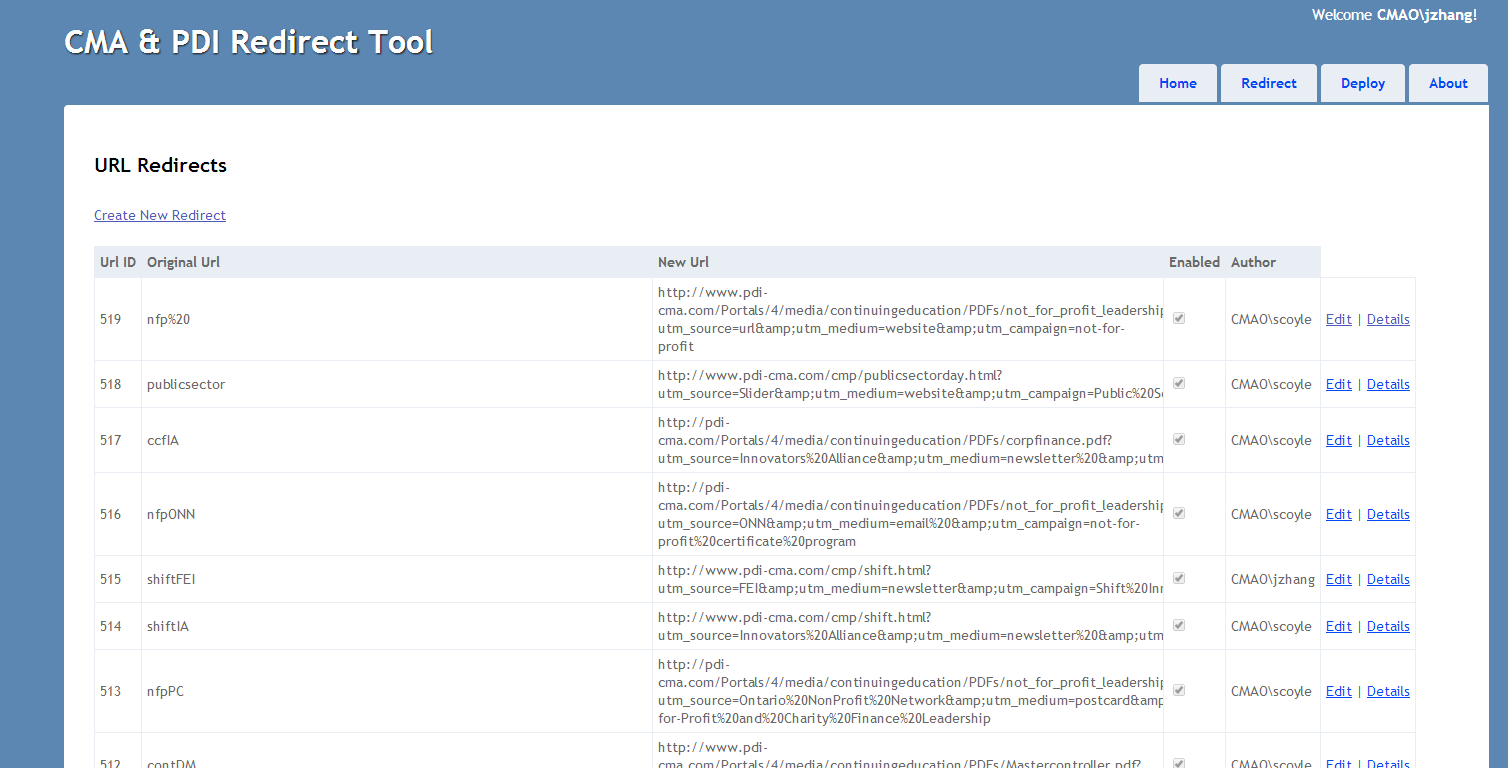 Welcome CMAO\jzhang!
CMA & PDI Redirect Tool
Home Redirect Deploy About
URL Redirects
Create New Redirect
Url ID Original Url New Url Enabled Author
519 nfp%20 http://www.pdi-
cma.com/Portals/4/media/continuingeducation/PDFs/not_for_profit_leadership
utm_source=url&amp;utm_medium=website&amp;utm_campaign=not-for-
profit
CMAO\scoyle Edit | Details
518 publicsector http://www.pdi-cma.com/cmp/publicsectorday.html?
utm_source=Slider&amp;utm_medium=website&amp;utm_campaign=Public%20S
CMAO\scoyle Edit | Details
517 ccfIA http://pdi-
cma.com/Portals/4/media/continuingeducation/PDFs/corpfinance.pdf?
utm_source=Innovators%20Alliance&amp;utm_medium=newsletter%20&amp;utm
CMAO\scoyle Edit | Details
516 nfpONN http://pdi-
cma.com/Portals/4/media/continuingeducation/PDFs/not_for_profit_leadership
utm_source=ONN&amp;utm_medium=email%20&amp;utm_campaign=not-for-
profit%20certificate%20program
CMAO\scoyle Edit | Details
515 shiftFEI http://www.pdi-cma.com/cmp/shift.html?
utm_source=FEI&amp;utm_medium=newsletter&amp;utm_campaign=Shift%20In
CMAO\jzhang Edit | Details
514 shiftIA http://www.pdi-cma.com/cmp/shift.html?
utm_source=Innovators%20Alliance&amp;utm_medium=newsletter%20&amp;utm
CMAO\scoyle Edit | Details
513 nfpPC http://pdi-
cma.com/Portals/4/media/continuingeducation/PDFs/not_for_profit_leadership
utm_source=Ontario%20NonProfit%20Network&amp;utm_medium=postcard&amp
for-Profit%20and%20Charity%20Finance%20Leadership
CMAO\scoyle Edit | Details
512 contDM http://www.pdi-
cma.com/Portals/4/media/continuingeducation/PDFs/Mastercontroller.pdf?
CMAO\scoyle Edit | Details